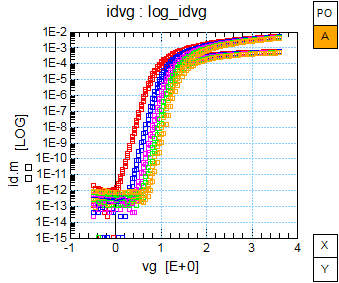 idvg : log_idvg
PO
A
1E-2
1E-3
1E-4
1E-5
1E-6
1E-7
1E-8
1E-9
1E-10
1E-11
1E-12
1E-13
1E-14
1E-15
id.m [LOG]
-1 0 1 2 3 4
vg [E+0]
X
Y